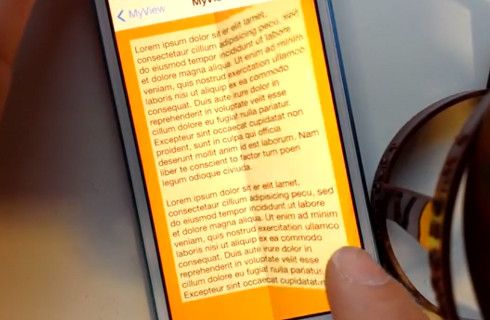 MyView
MyVi
Lorem ipsum dolor sit er elit lamet,
consectetaur cillium adipisicing pecu, sed
do eiusmod tempor incididunt ut labore
et dolore magna aliqua. Ut enim ad minim
veniam, quis nostrud exercitation ullamco
laboris nisi ut aliquip ex ea commodo
consequat. Duis aute irure dolor in
reprehenderit in voluptate velit esse
cillum dolore eu fugiat nulla pariatur.
Excepteur sint occaecat cupidatat non
proident, sunt in culpa qui officia
deserunt mollit anim id est laborum. Nam
liber te conscient to factor tum poen
legum odioque civiuda.
Lorem ipsum dolor sit er elit lamet,
consectetaur cillium adipisicing pecu, sed
do eiusmod tempor incididunt ut labore
et dolore magna aliqua. Ut enim ad minim
veniam, quis nostrud exercitation ullamco
laboris nisi ut aliquip ex ea commodo
consequat. Duis aute irure dolor in
reprehenderit in voluptate velit esse
cillum dolore eu fugiat nulla pariatur.
Excepteur sint occaecat cupidatat